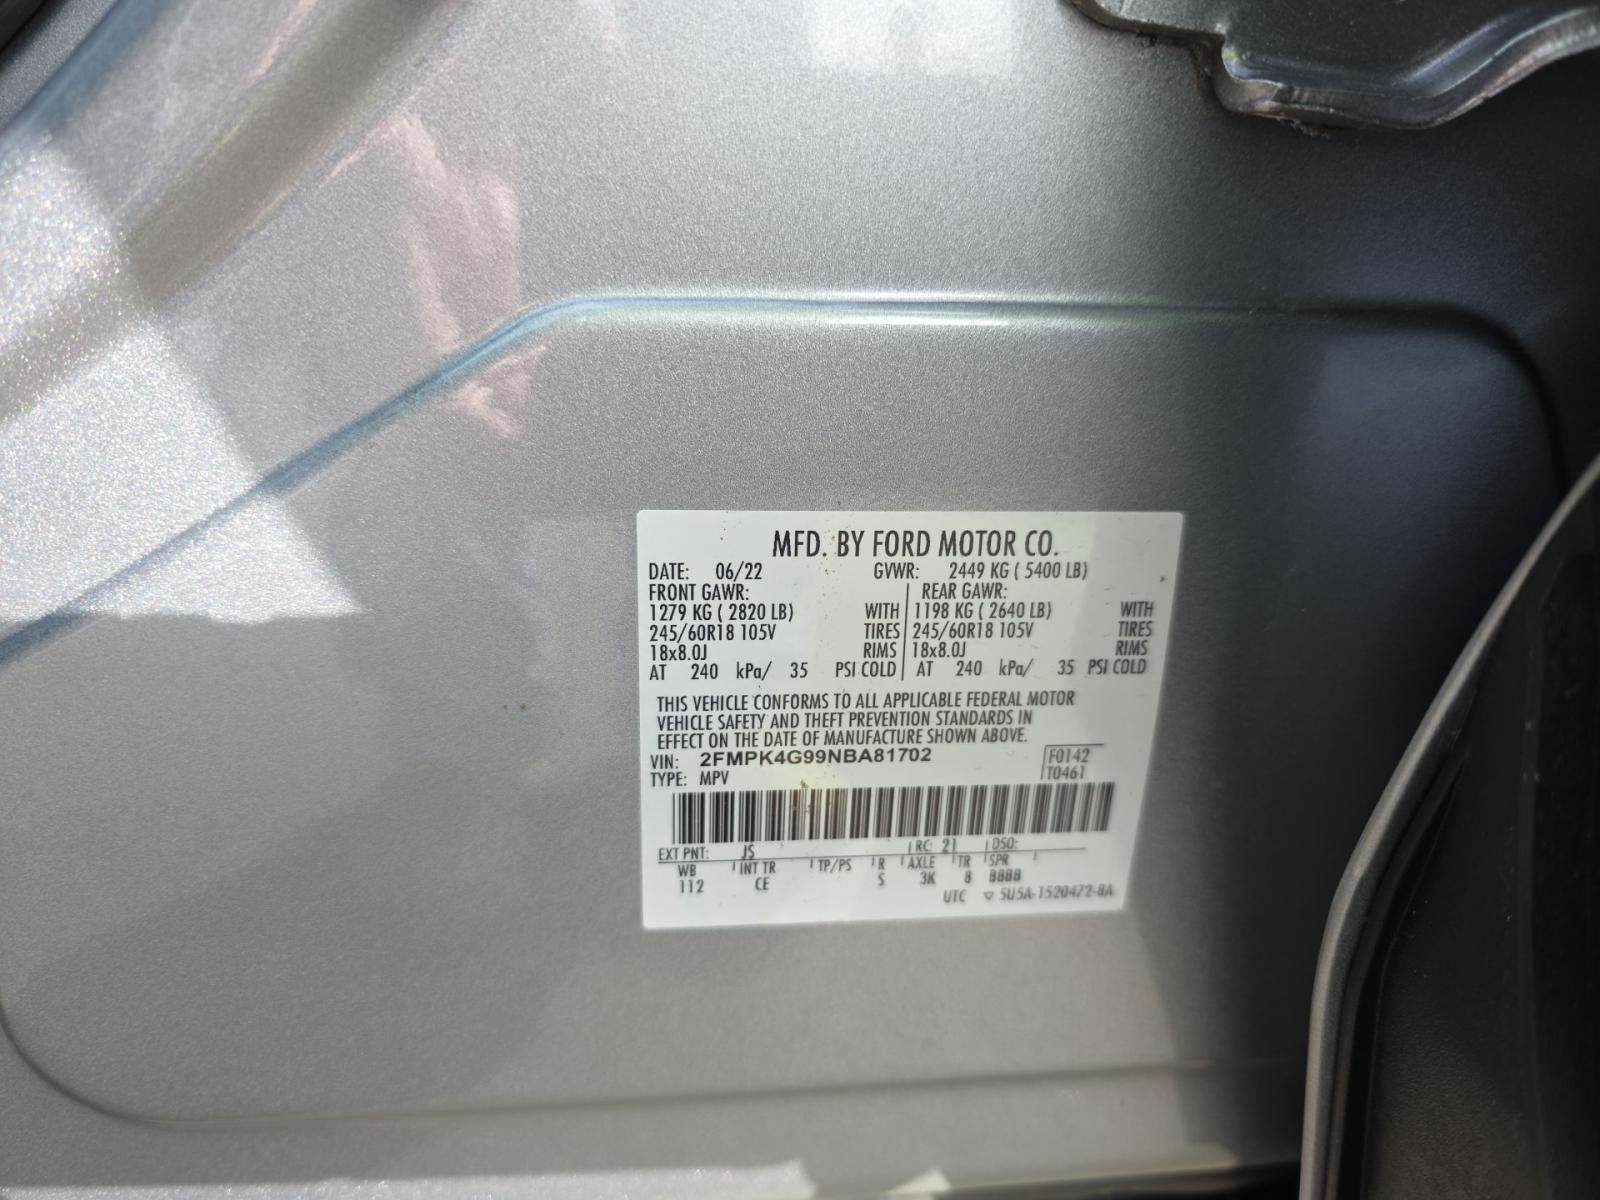 MFD. BY FORD MOTOR CO.
DATE: 06/22 GVWR: 2449 KG ( 5400 LB)
FRONT GAWR: REAR GAWR:
1279 KG ( 2820 LB) WITH 1198 KG ( 2640 LB) WITH
245/60R18 105V TIRES 245/60R18 105V TIRES
18x8.0J RIMS 18x8.0J RIMS
AT 240 kPa/ 35 PSI COLD AT 240 kPa/ 35 PSI COLD
THIS VEHICLE CONFORMS TO ALL APPLICABLE FEDERAL MOTOR
VEHICLE SAFETY AND THEFT PREVENTION STANDARDS IN
EFFECT ON THE DATE OF MANUFACTURE SHOWN ABOVE.
VIN: 2FMPK4G99NBA81702 F0142
TYPE: MPV T0461
EXT PNT: JS RC: 21 DSO:
WB INT TR TP/PS R AXLE TR SPR
112 CE S 3K 8 BBBB
UTC ▽ 5U5A-1520472-BA